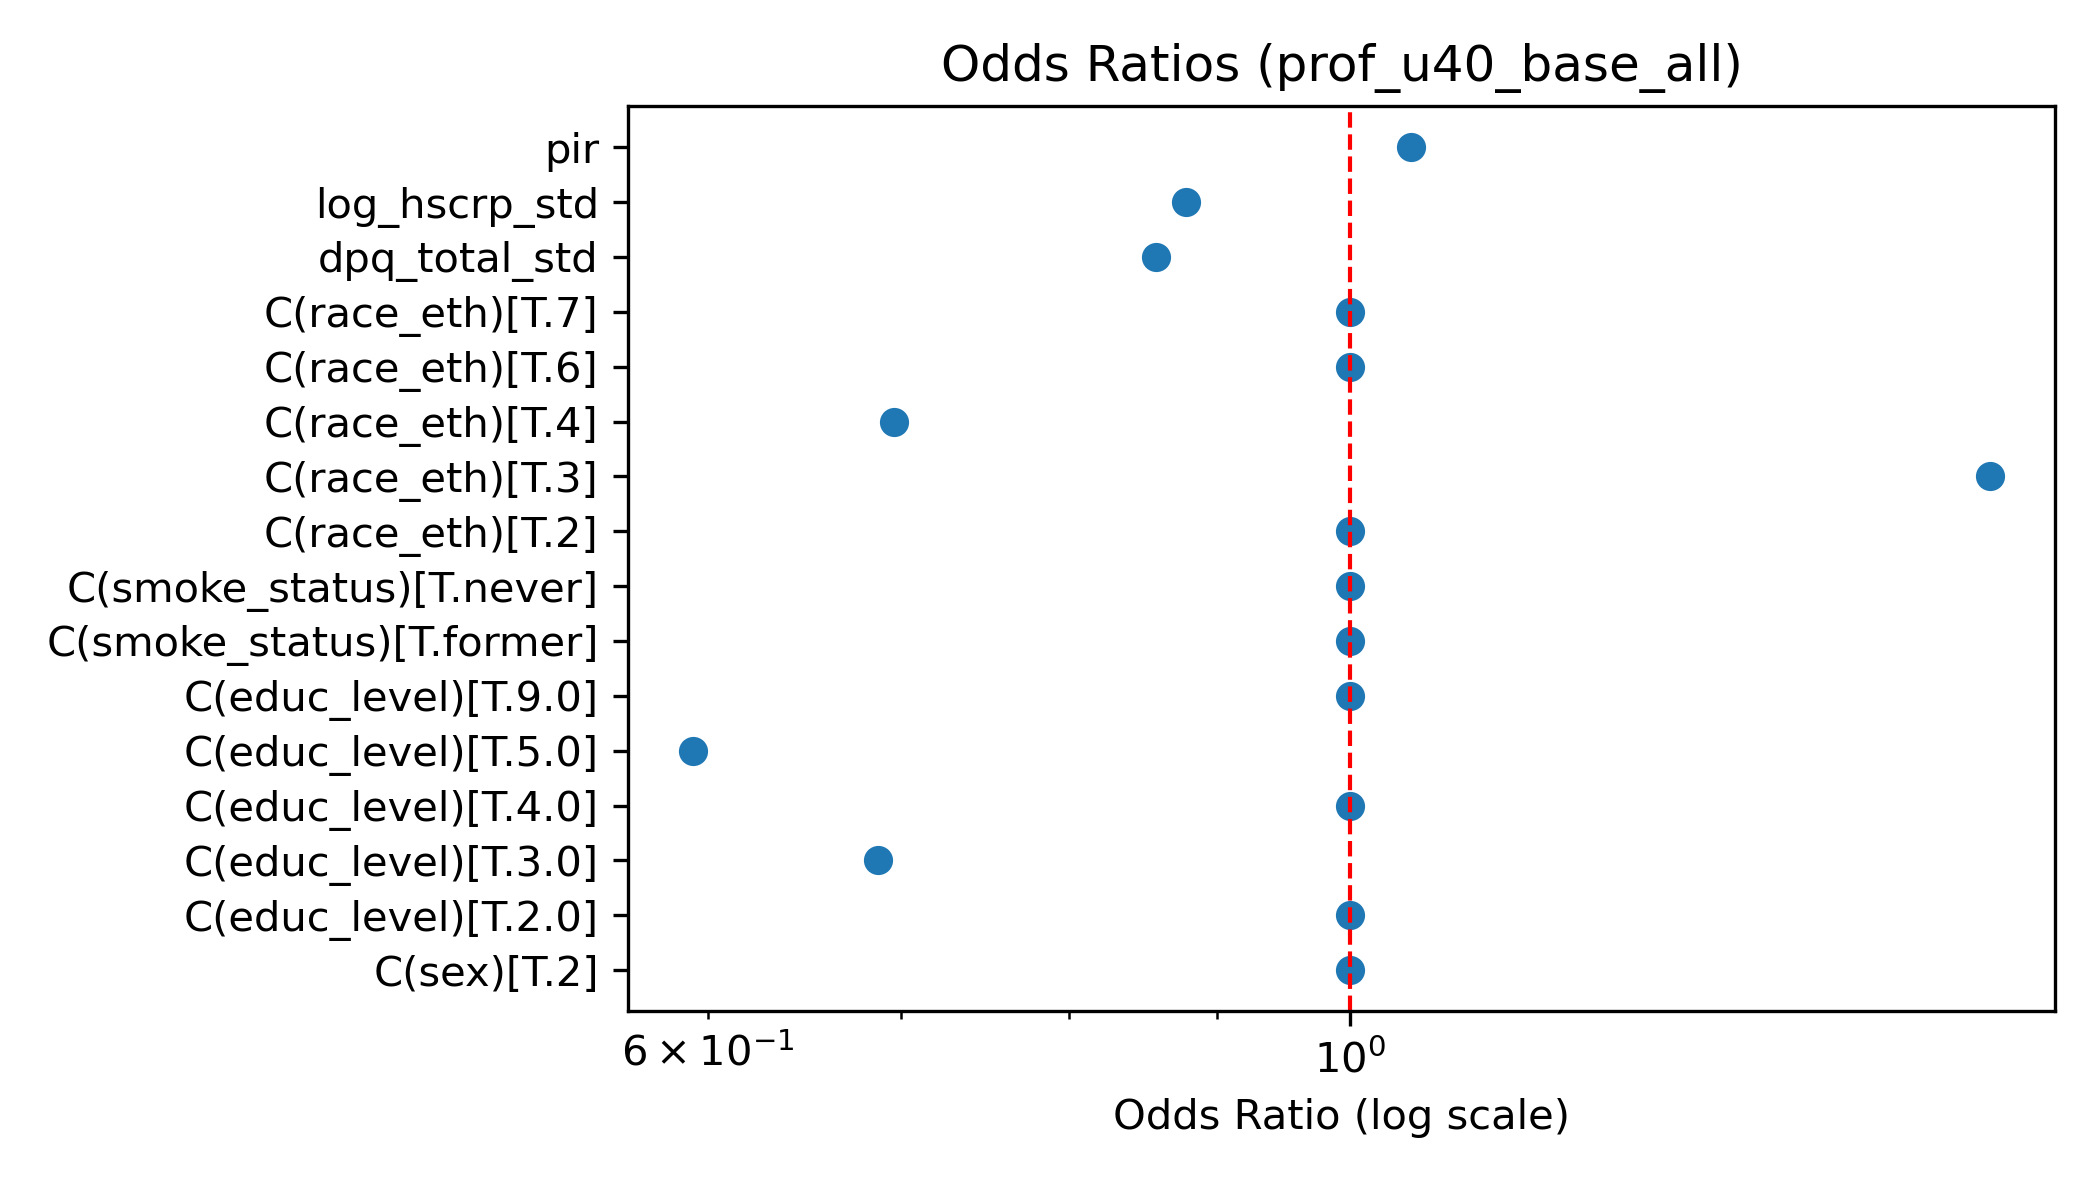 Odds Ratios (prof_u40_base_all)
pir
log_hscrp_std
dpq_total_std
C(race_eth)[T.7]
C(race_eth)[T.6]
C(race_eth)[T.4]
C(race_eth)[T.3]
C(race_eth)[T.2]
C(smoke_status)[T.never]
C(smoke_status)[T.former]
C(educ_level)[T.9.0]
C(educ_level)[T.5.0]
C(educ_level)[T.4.0]
C(educ_level)[T.3.0]
C(educ_level)[T.2.0]
C(sex)[T.2]
6 × 10⁻¹ 10⁰
Odds Ratio (log scale)